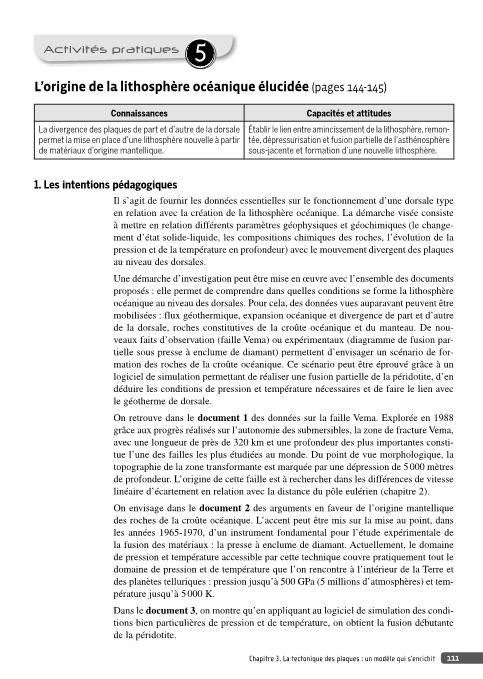 Activités pratiques 5
L'origine de la lithosphère océanique élucidée (pages 144-145)
Connaissances
Capacités et attitudes
La divergence des plaques de part et d'autre de la dorsale
permet la mise en place d'une lithosphère nouvelle à partir
de matériaux d'origine mantellique.
Établir le lien entre amincissement de la lithosphère, remon-
tée, dépressurisation et fusion partielle de l'asthénosphère
sous-jacente et formation d'une nouvelle lithosphère.
1. Les intentions pédagogiques
Il s'agit de fournir les données essentielles sur le fonctionnement d'une dorsale type
en relation avec la création de la lithosphère océanique. La démarche visée consiste
à mettre en relation différents paramètres géophysiques et géochimiques (le change-
ment d'état solide-liquide, les compositions chimiques des roches, l'évolution de la
pression et de la température en profondeur) avec le mouvement divergent des plaques
au niveau des dorsales.
Une démarche d'investigation peut être mise en œuvre avec l'ensemble des documents
proposés : elle permet de comprendre dans quelles conditions se forme la lithosphère
océanique au niveau des dorsales. Pour cela, des données vues auparavant peuvent être
mobilisées : flux géothermique, expansion océanique et divergence de part et d'autre
de la dorsale, roches constitutives de la croûte océanique et du manteau. De nou-
veaux faits d'observation (faille Vema) ou expérimentaux (diagramme de fusion par-
tielle sous presse à enclume de diamant) permettent d'envisager un scénario de for-
mation des roches de la croûte océanique. Ce scénario peut être éprouvé grâce à un
logiciel de simulation permettant de réaliser une fusion partielle de la péridotite, d'en
déduire les conditions de pression et température nécessaires et de faire le lien avec
le géotherme de dorsale.
On retrouve dans le document 1 des données sur la faille Vema. Explorée en 1988
grâce aux progrès réalisés sur l'autonomie des submersibles, la zone de fracture Vema,
avec une longueur de près de 320 km et une profondeur des plus importantes consti-
tue l'une des failles les plus étudiées au monde. Du point de vue morphologique, la
topographie de la zone transformante est marquée par une dépression de 5 000 mètres
de profondeur. L'origine de cette faille est à rechercher dans les différences de vitesse
linéaire d'écartement en relation avec la distance du pôle eulérien (chapitre 2).
On envisage dans le document 2 des arguments en faveur de l'origine mantellique
des roches de la croûte océanique. L'accent peut être mis sur la mise au point, dans
les années 1965-1970, d'un instrument fondamental pour l'étude expérimentale de
la fusion des matériaux : la presse à enclume de diamant. Actuellement, le domaine
de pression et température accessible par cette technique couvre pratiquement tout le
domaine de pression et de température que l'on rencontre à l'intérieur de la Terre et
des planètes telluriques : pression jusqu'à 500 GPa (5 millions d'atmosphères) et tem-
pérature jusqu'à 5 000 K.
Dans le document 3, on montre qu'en appliquant au logiciel de simulation des condi-
tions bien particulières de pression et de température, on obtient la fusion débutante
de la péridotite.
Chapitre 3. La tectonique des plaques : un modèle qui s'enrichit 111